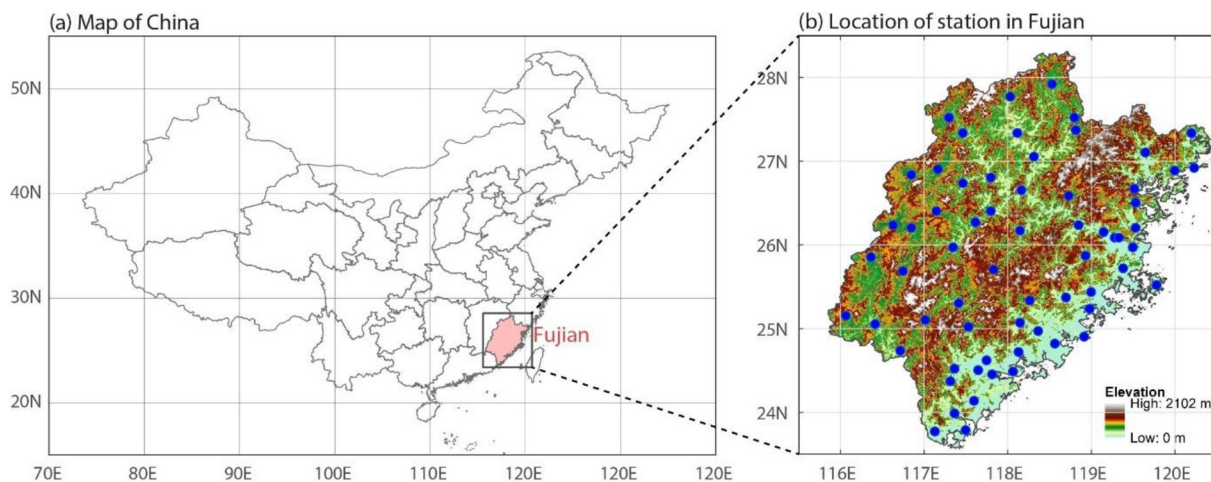 (a) Map of China
(b) Location of station in Fujian
50N
40N
30N
20N
70E
80E
90E
100E
110E
120E
120E
Fujian
28N
27N
26N
25N
24N
116E
117E
118E
119E
120E
Elevation
High: 2102 m
Low: 0 m